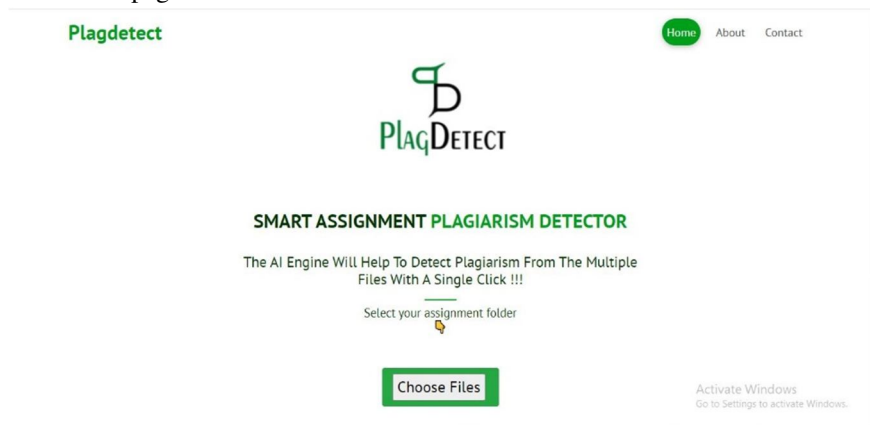 Plagdetect
Home About Contact
PLAGDETECT
SMART ASSIGNMENT PLAGIARISM DETECTOR
The AI Engine Will Help To Detect Plagiarism From The Multiple
Files With A Single Click !!!
Select your assignment folder
Choose Files
Activate Windows
Go to Settings to activate Windows.